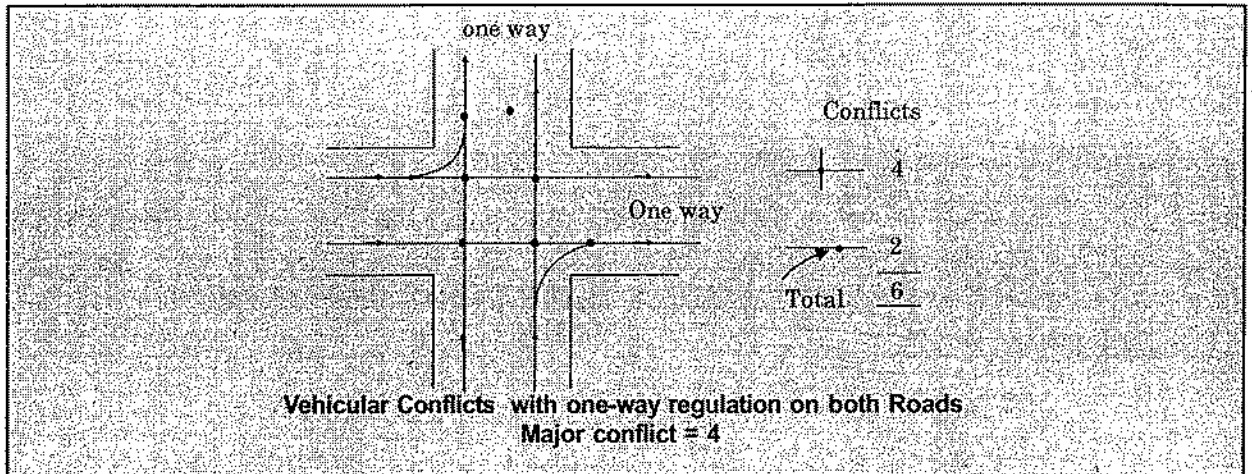 one way
Conflicts
4
One way
2
Total 6
Vehicular Conflicts with one-way regulation on both Roads
Major conflict = 4